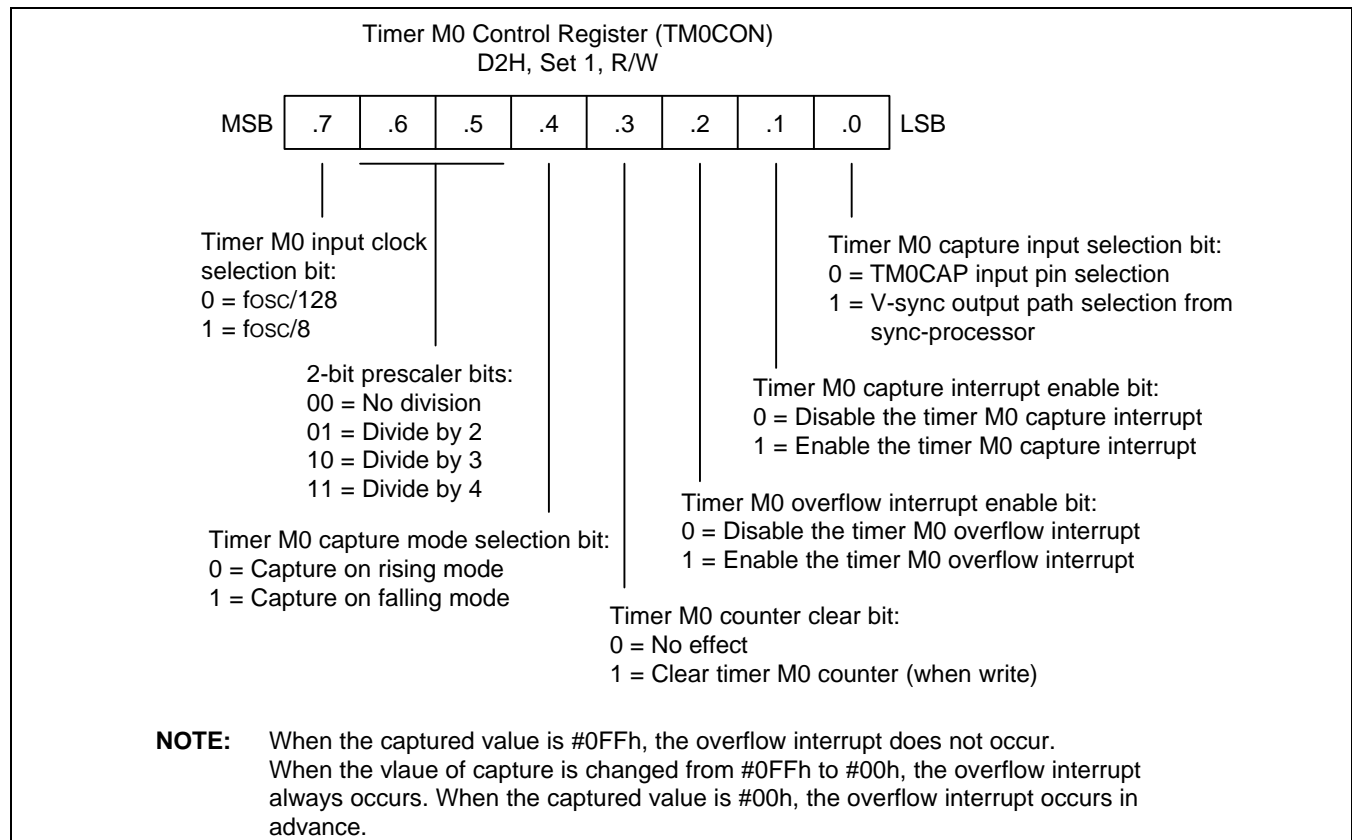 Timer M0 Control Register (TM0CON)
D2H, Set 1, R/W
MSB .7 .6 .5 .4 .3 .2 .1 .0 LSB
Timer M0 input clock
selection bit:
0 = fOSC/128
1 = fOSC/8
Timer M0 capture input selection bit:
0 = TM0CAP input pin selection
1 = V-sync output path selection from
sync-processor
2-bit prescaler bits:
00 = No division
01 = Divide by 2
10 = Divide by 3
11 = Divide by 4
Timer M0 capture interrupt enable bit:
0 = Disable the timer M0 capture interrupt
1 = Enable the timer M0 capture interrupt
Timer M0 overflow interrupt enable bit:
0 = Disable the timer M0 overflow interrupt
1 = Enable the timer M0 overflow interrupt
Timer M0 capture mode selection bit:
0 = Capture on rising mode
1 = Capture on falling mode
Timer M0 counter clear bit:
0 = No effect
1 = Clear timer M0 counter (when write)
NOTE: When the captured value is #0FFh, the overflow interrupt does not occur.
When the vlaue of capture is changed from #0FFh to #00h, the overflow interrupt
always occurs. When the captured value is #00h, the overflow interrupt occurs in
advance.